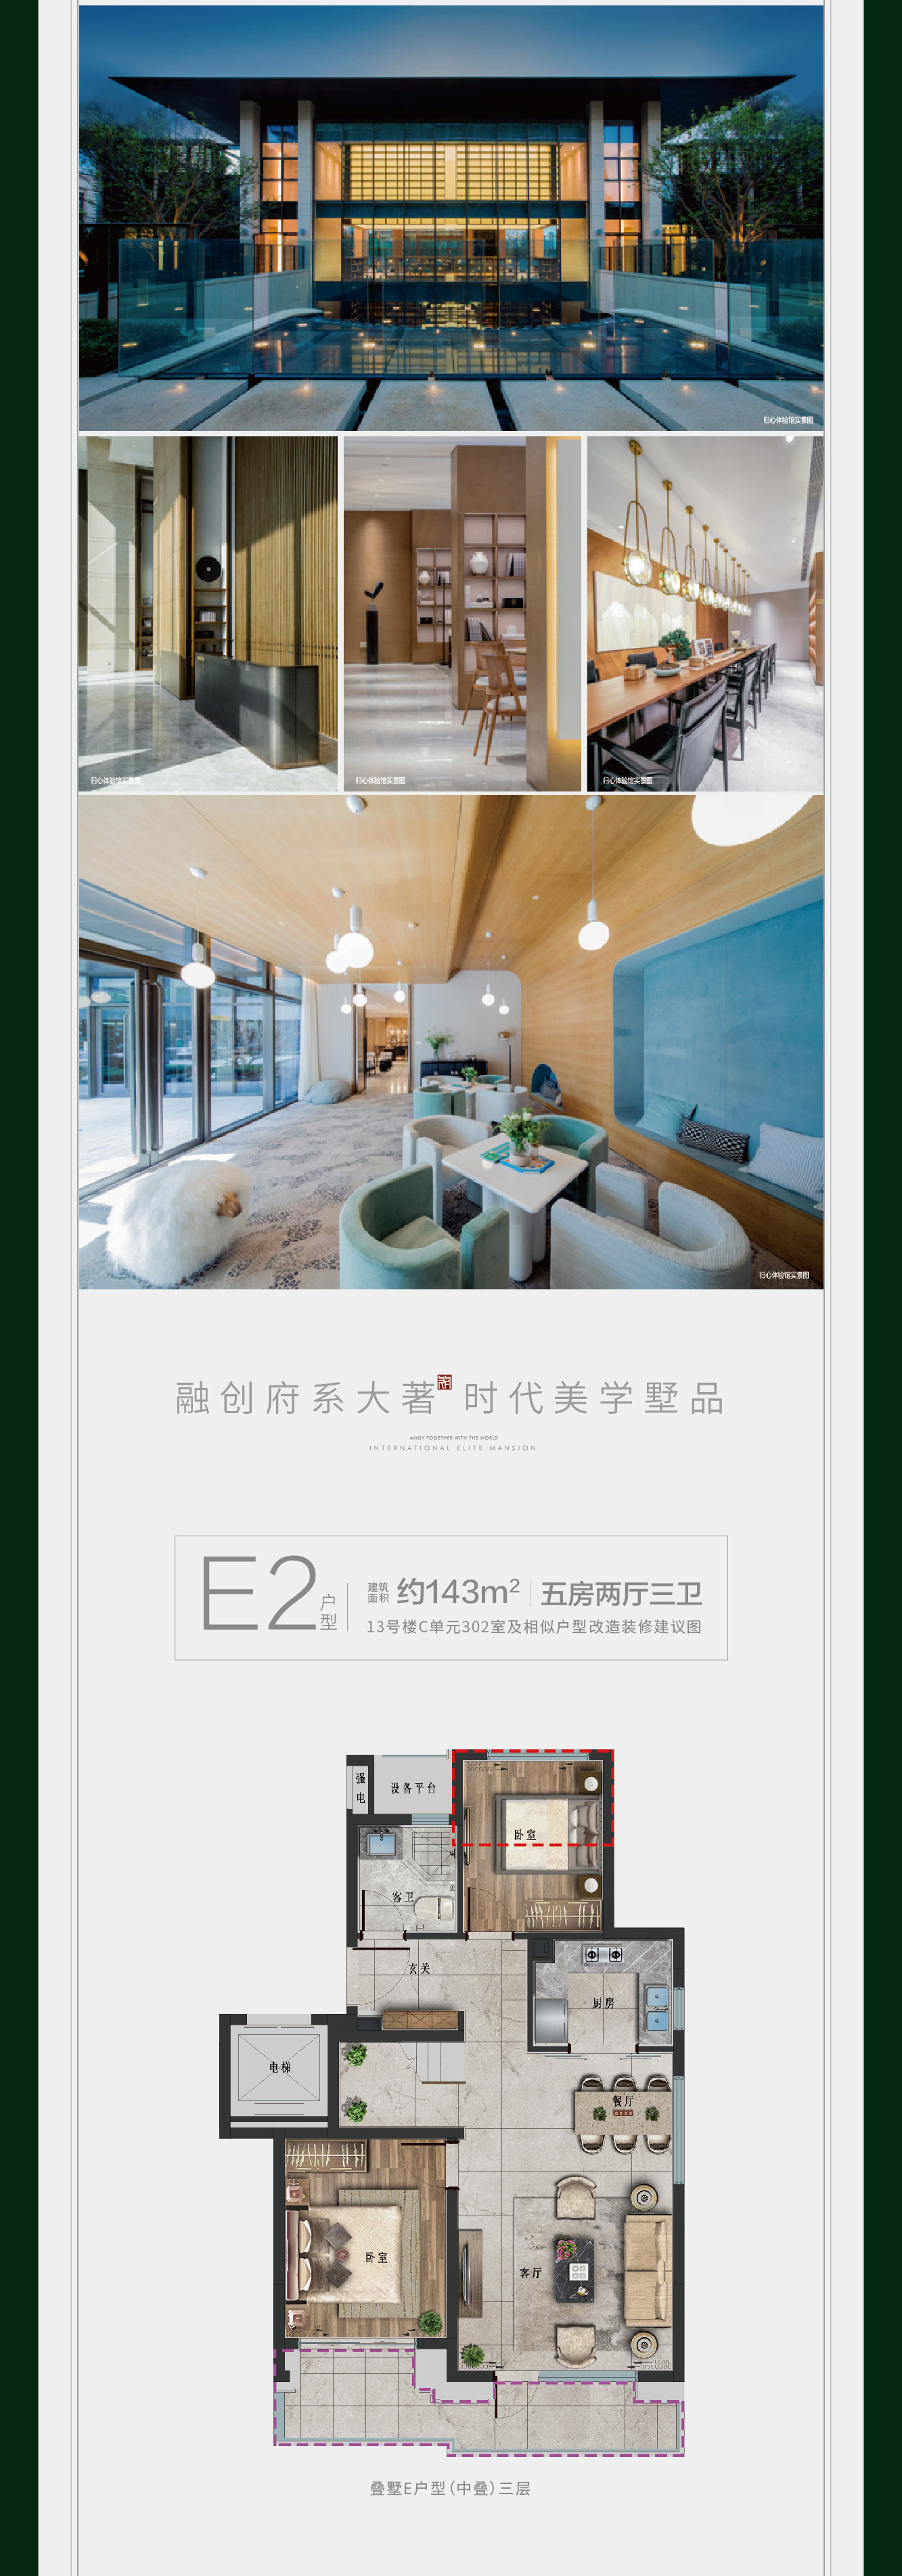 归心体验馆实景图
归心体验馆实景图
归心体验馆实景图
归心体验馆实景图
归心体验馆实景图
融创府系大著 时代美学墅品
AMOY TOGETHER WITH THE WORLD
INTERNATIONAL ELITE MANSION
E2户型
建筑面积 约143m² 五房两厅三卫
13号楼C单元302室及相似户型改造装修建议图
强电
设备平台
卧室
客卫
玄关
厨房
电梯
餐厅
卧室
客厅
叠墅E户型(中叠)三层